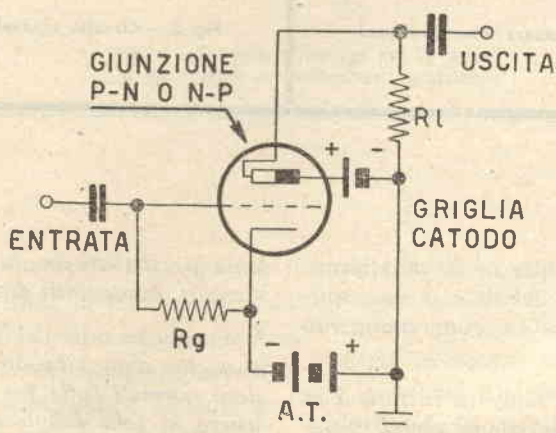 GIUNZIONE
P-N O N-P
USCITA
Rl
+ -
ENTRATA
GRIGLIA
CATODO
Rg
- +
A.T.